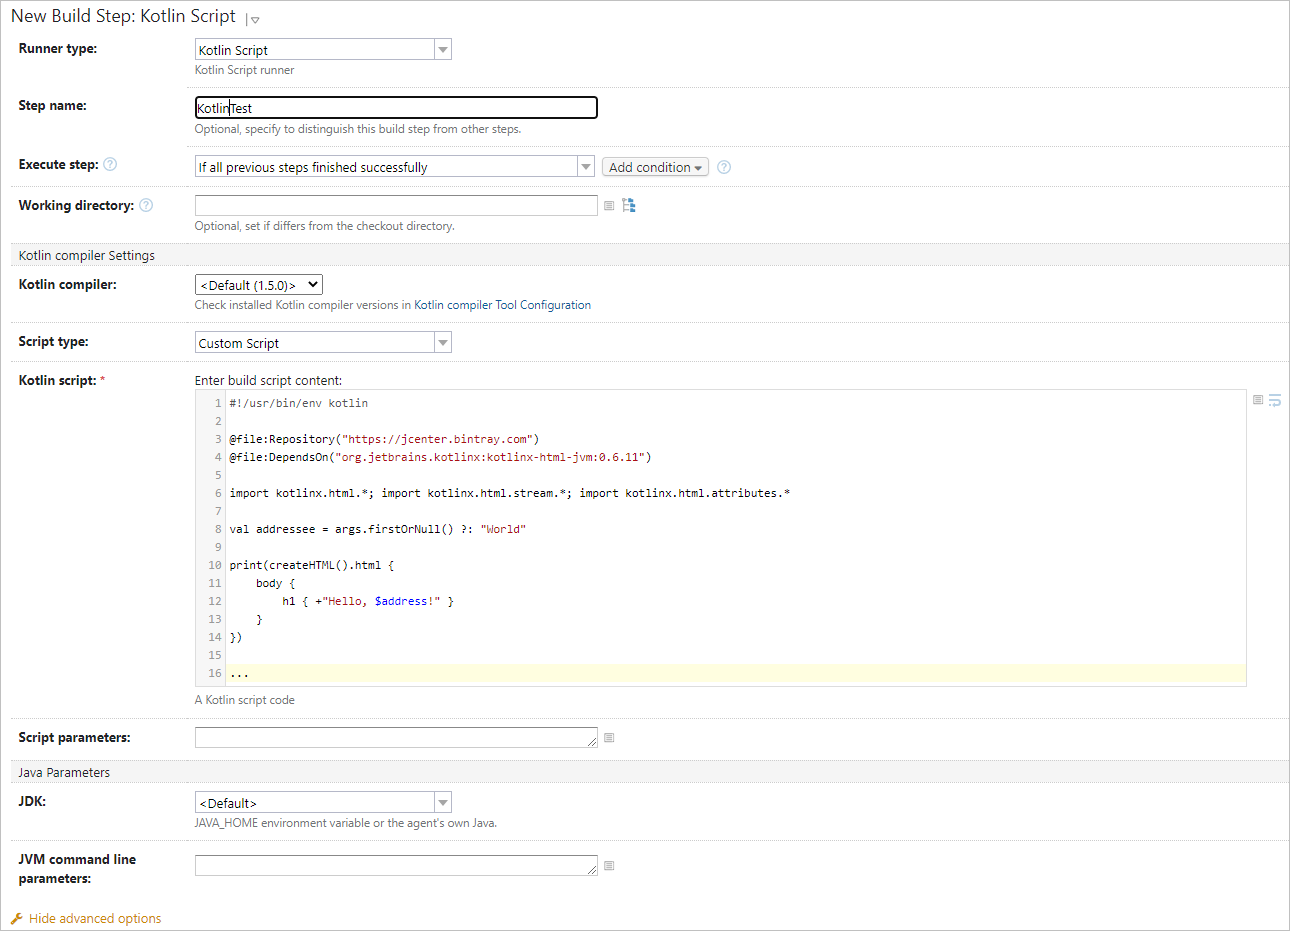 New Build Step: Kotlin Script
Runner type:
Kotlin Script
Kotlin Script runner
Step name:
KotlinTest
Optional, specify to distinguish this build step from other steps.
Execute step:
If all previous steps finished successfully
Add condition
Working directory:
Optional, set if differs from the checkout directory.
Kotlin compiler Settings
Kotlin compiler:
<Default (1.5.0)>
Check installed Kotlin compiler versions in Kotlin compiler Tool Configuration
Script type:
Custom Script
Kotlin script: *
Enter build script content:
1 #!/usr/bin/env kotlin
2
3 @file:Repository("https://jcenter.bintray.com")
4 @file:DependsOn("org.jetbrains.kotlinx:kotlinx-html-jvm:0.6.11")
5
6 import kotlinx.html.*; import kotlinx.html.stream.*; import kotlinx.html.attributes.*
7
8 val addressee = args.firstOrNull() ?: "World"
9
10 print(createHTML().html {
11     body {
12         h1 { +"Hello, $address!" }
13     }
14 })
15
16 ...
A Kotlin script code
Script parameters:
Java Parameters
JDK:
<Default>
JAVA_HOME environment variable or the agent's own Java.
JVM command line
parameters:
Hide advanced options